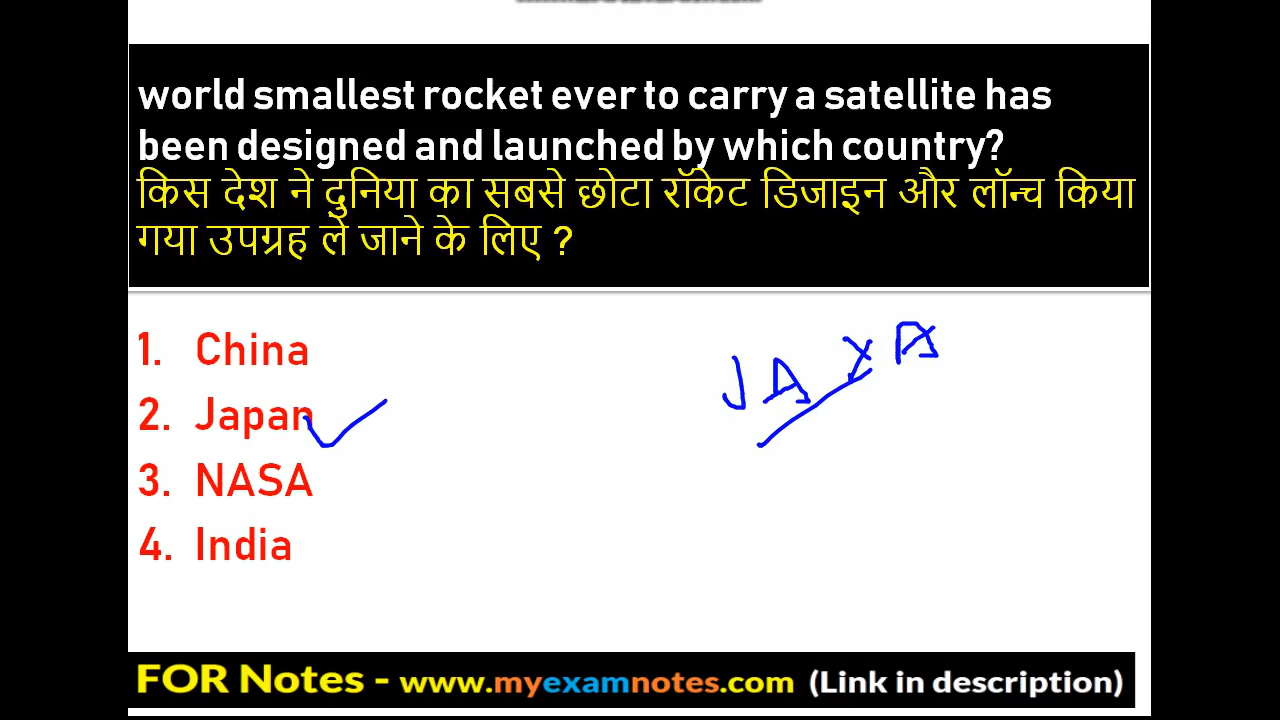 world smallest rocket ever to carry a satellite has
been designed and launched by which country?
किस देश ने दुनिया का सबसे छोटा रॉकेट डिजाइन और लॉन्च किया
गया उपग्रह ले जाने के लिए ?
1. China
2. Japan
3. NASA
4. India
JAXA
FOR Notes - www.myexamnotes.com (Link in description)